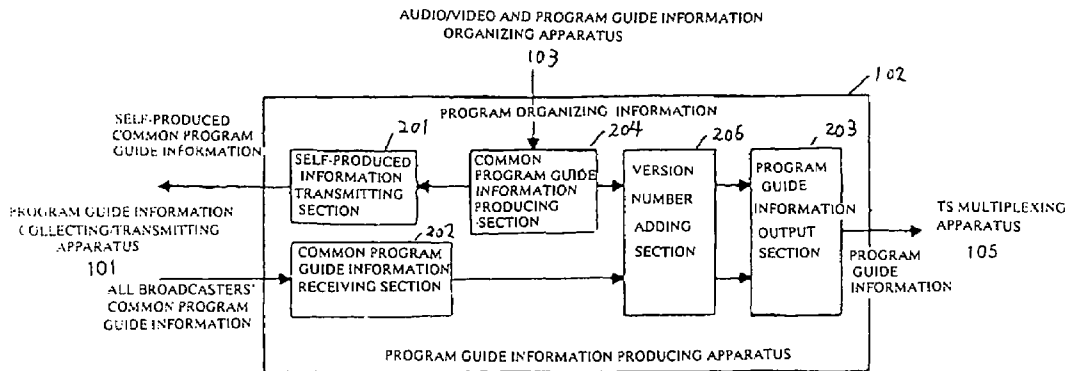 AUDIO/VIDEO AND PROGRAM GUIDE INFORMATION
ORGANIZING APPARATUS
103
102
PROGRAM ORGANIZING INFORMATION
SELF-PRODUCED
COMMON PROGRAM
GUIDE INFORMATION
201
SELF-PRODUCED
INFORMATION
TRANSMITTING
SECTION
204
COMMON
PROGRAM GUIDE
INFORMATION
PRODUCING
SECTION
206
VERSION
NUMBER
ADDING
SECTION
203
PROGRAM
GUIDE
INFORMATION
OUTPUT
SECTION
PROGRAM GUIDE INFORMATION
COLLECTING/TRANSMITTING
APPARATUS
101
202
COMMON PROGRAM
GUIDE INFORMATION
RECEIVING SECTION
TS MULTIPLEXING
APPARATUS
105
PROGRAM
GUIDE
INFORMATION
ALL BROADCASTERS'
COMMON PROGRAM
GUIDE INFORMATION
PROGRAM GUIDE INFORMATION PRODUCING APPARATUS